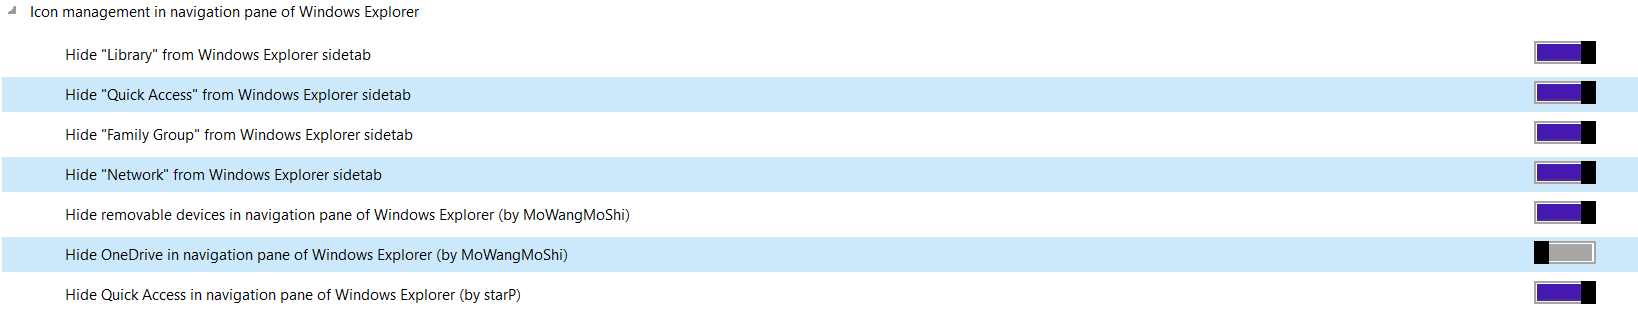 Icon management in navigation pane of Windows Explorer
Hide "Library" from Windows Explorer sidetab
Hide "Quick Access" from Windows Explorer sidetab
Hide "Family Group" from Windows Explorer sidetab
Hide "Network" from Windows Explorer sidetab
Hide removable devices in navigation pane of Windows Explorer (by MoWangMoShi)
Hide OneDrive in navigation pane of Windows Explorer (by MoWangMoShi)
Hide Quick Access in navigation pane of Windows Explorer (by starP)